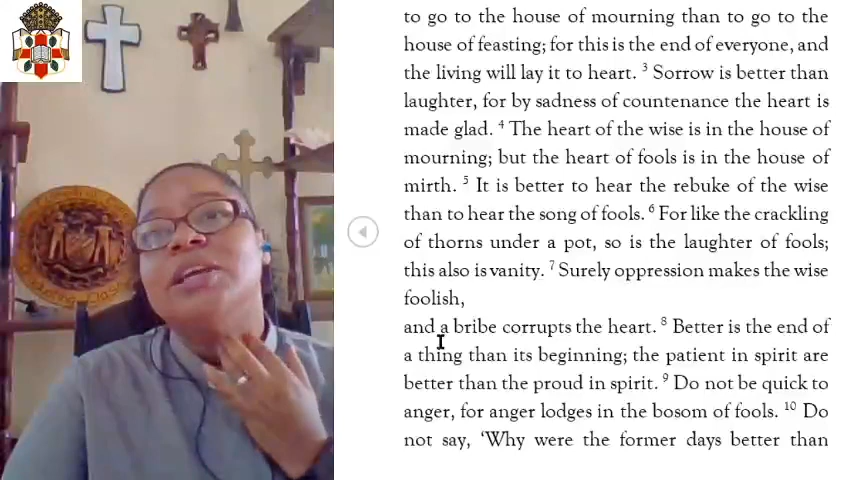 to go to the house of mourning than to go to the
house of feasting; for this is the end of everyone, and
the living will lay it to heart. ³ Sorrow is better than
laughter, for by sadness of countenance the heart is
made glad. ⁴ The heart of the wise is in the house of
mourning; but the heart of fools is in the house of
mirth. ⁵ It is better to hear the rebuke of the wise
than to hear the song of fools. ⁶ For like the crackling
of thorns under a pot, so is the laughter of fools;
this also is vanity. ⁷ Surely oppression makes the wise
foolish,
and a bribe corrupts the heart. ⁸ Better is the end of
a thing than its beginning; the patient in spirit are
better than the proud in spirit. ⁹ Do not be quick to
anger, for anger lodges in the bosom of fools. ¹⁰ Do
not say, ‘Why were the former days better than